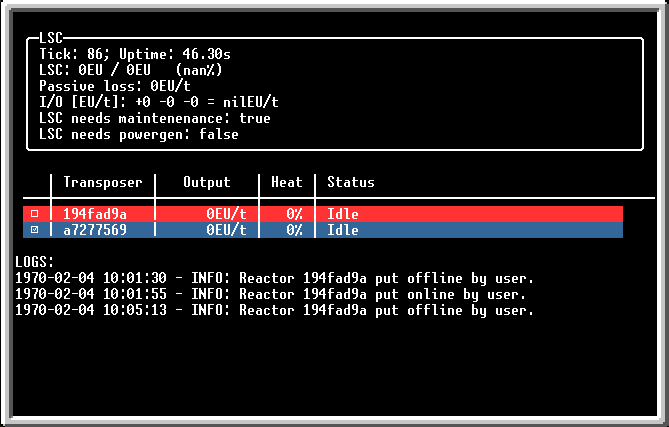 LSC
Tick: 86; Uptime: 46.30s
LSC: 0EU / 0EU (nan%)
Passive loss: 0EU/t
I/O [EU/t]: +0 -0 -0 = nilEU/t
LSC needs maintenenance: true
LSC needs powergen: false
Transposer Output Heat Status
194fad9a 0EU/t 0% Idle
a7277569 0EU/t 0% Idle
LOGS:
1970-02-04 10:01:30 - INFO: Reactor 194fad9a put offline by user.
1970-02-04 10:01:55 - INFO: Reactor 194fad9a put online by user.
1970-02-04 10:05:13 - INFO: Reactor 194fad9a put offline by user.